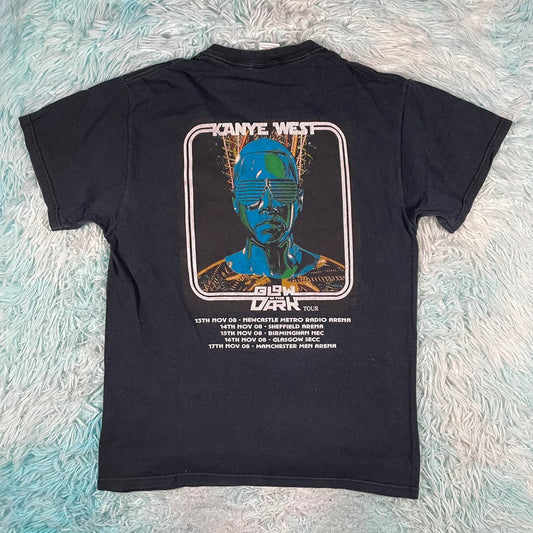 KANYE WEST
GLOW
IN THE
DARK TOUR
13TH NOV 08 - NEWCASTLE METRO RADIO ARENA
14TH NOV 08 - SHEFFIELD ARENA
15TH NOV 08 - BIRMINGHAM NEC
16TH NOV 08 - GLASGOW SECC
17TH NOV 08 - MANCHESTER MEN ARENA